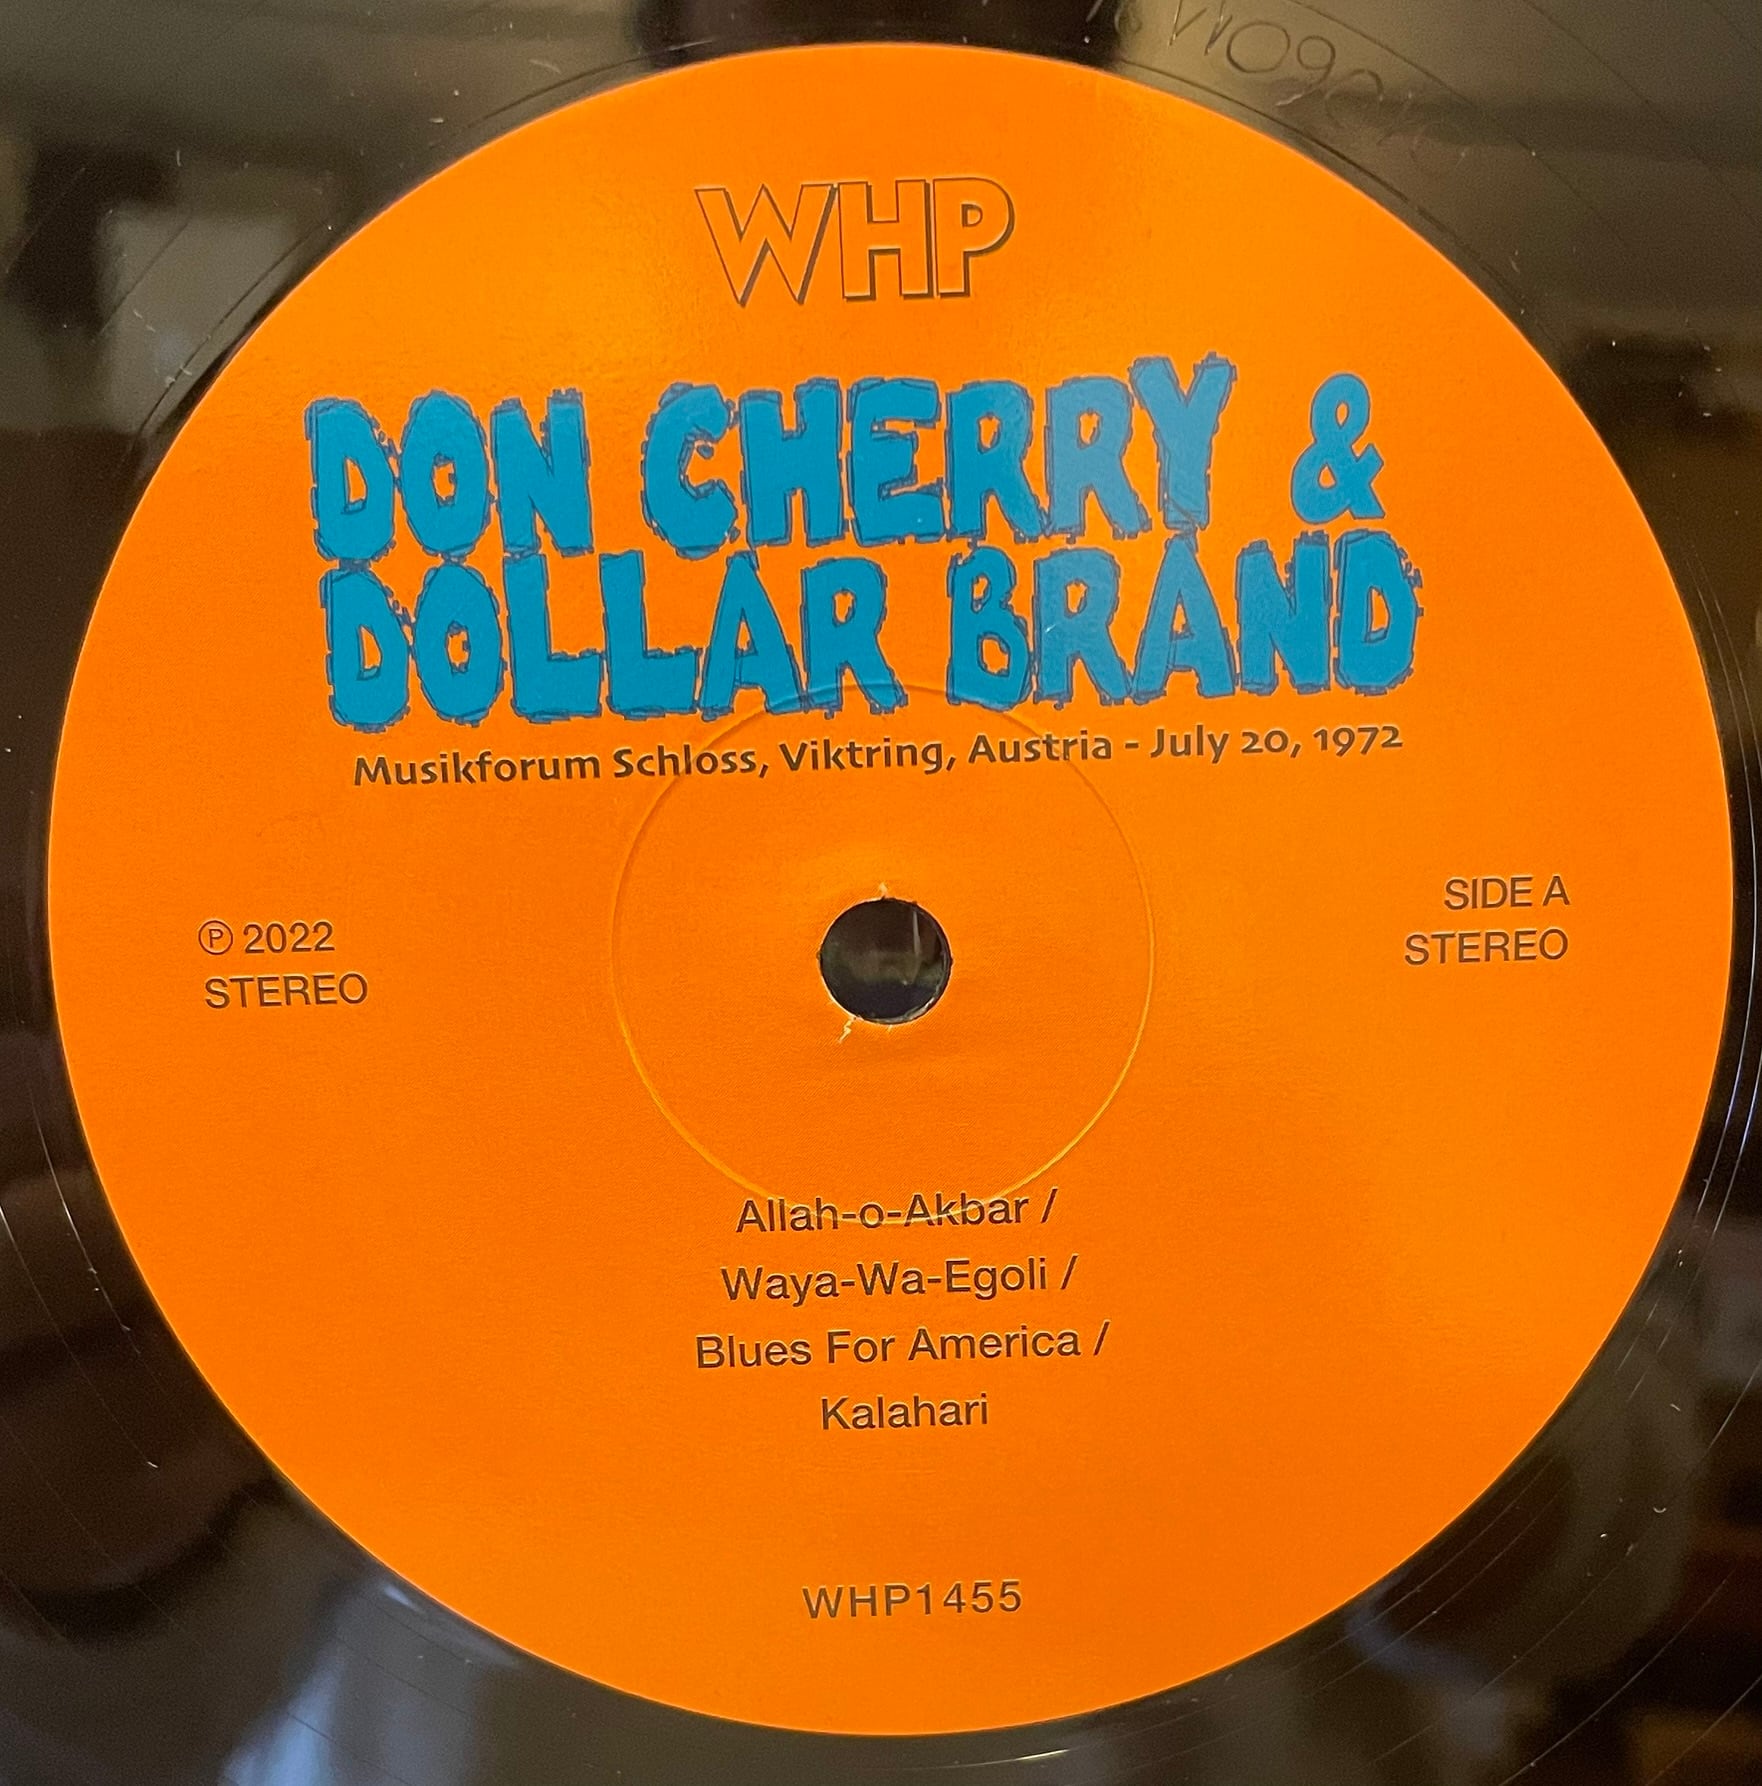 WHP
DON CHERRY &
DOLLAR BRAND
Musikforum Schloss, Viktring, Austria - July 20, 1972
℗ 2022
STEREO
SIDE A
STEREO
Allah-o-Akbar /
Waya-Wa-Egoli /
Blues For America /
Kalahari
WHP1455